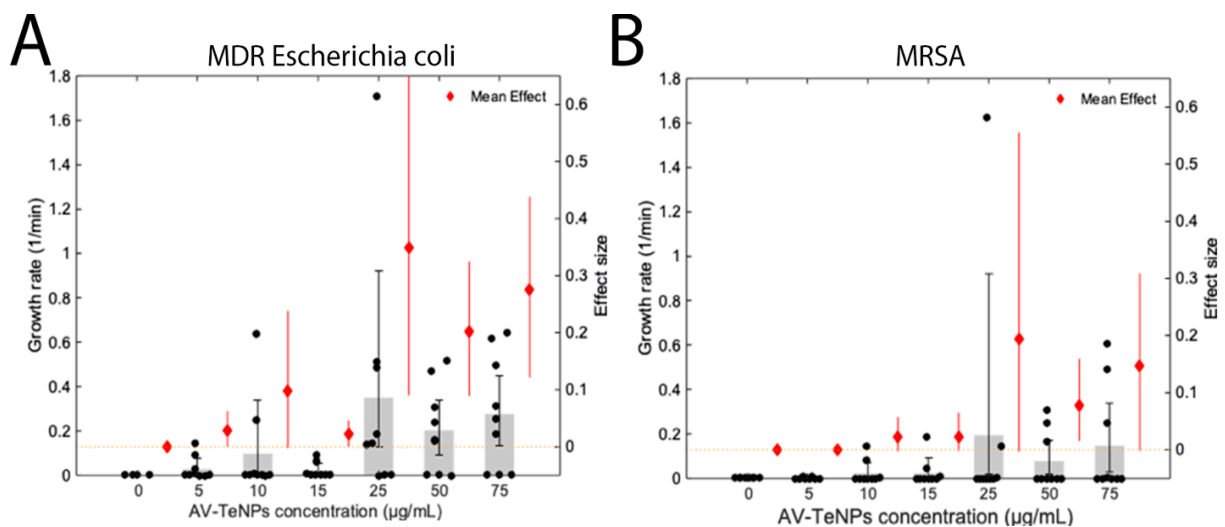 A
MDR Escherichia coli
Mean Effect
Growth rate (1/min)
1.8
1.6
1.4
1.2
1
0.8
0.6
0.4
0.2
0
0.6
0.5
0.4
0.3
0.2
0.1
0
Effect size
0 5 10 15 25 50 75
AV-TeNPs concentration (µg/mL)
B
MRSA
Mean Effect
Growth rate (1/min)
1.8
1.6
1.4
1.2
1
0.8
0.6
0.4
0.2
0
0.6
0.5
0.4
0.3
0.2
0.1
0
Effect size
0 5 10 15 25 50 75
AV-TeNPs concentration (µg/mL)